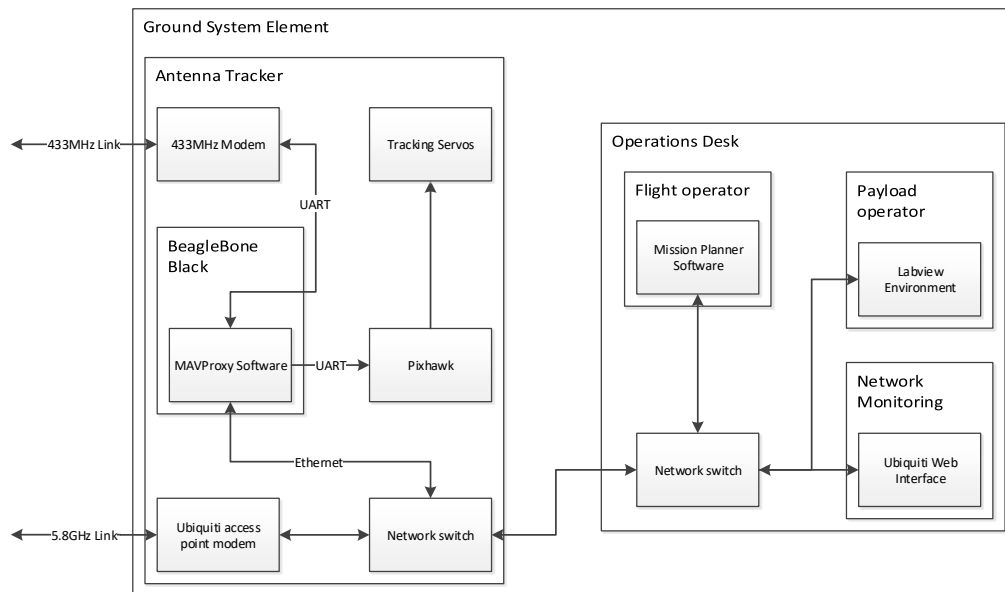 Ground System Element
Antenna Tracker
433MHz Link
433MHz Modem
Tracking Servos
UART
BeagleBone
Black
MAVProxy Software
UART
Pixhawk
Ethernet
5.8GHz Link
Ubiquiti access
point modem
Network switch
Operations Desk
Flight operator
Mission Planner
Software
Payload
operator
Labview
Environment
Network
Monitoring
Network switch
Ubiquiti Web
Interface